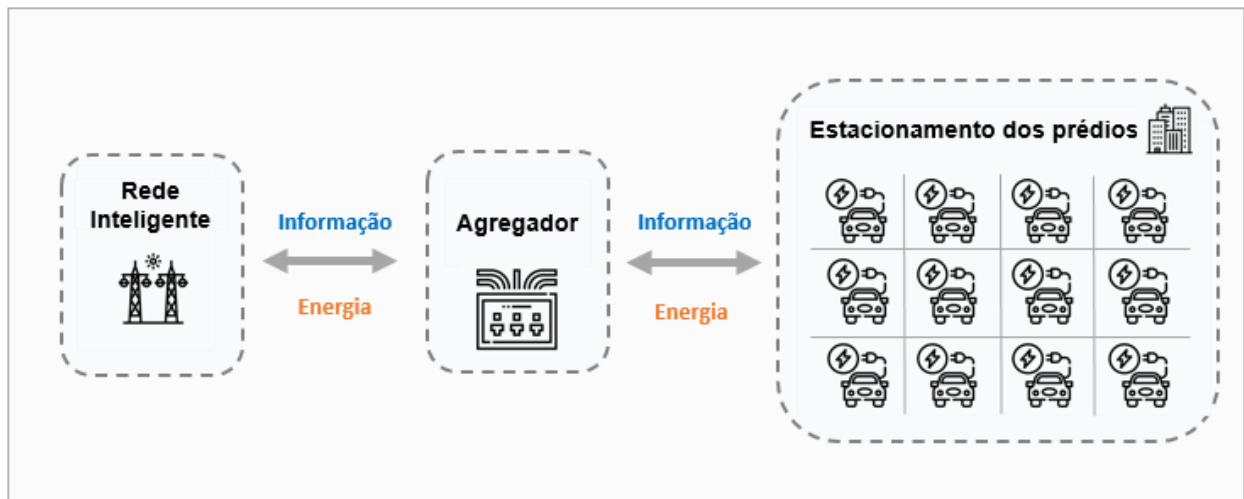 Rede
Inteligente
Informação
Energia
Agregador
Informação
Energia
Estacionamento dos prédios